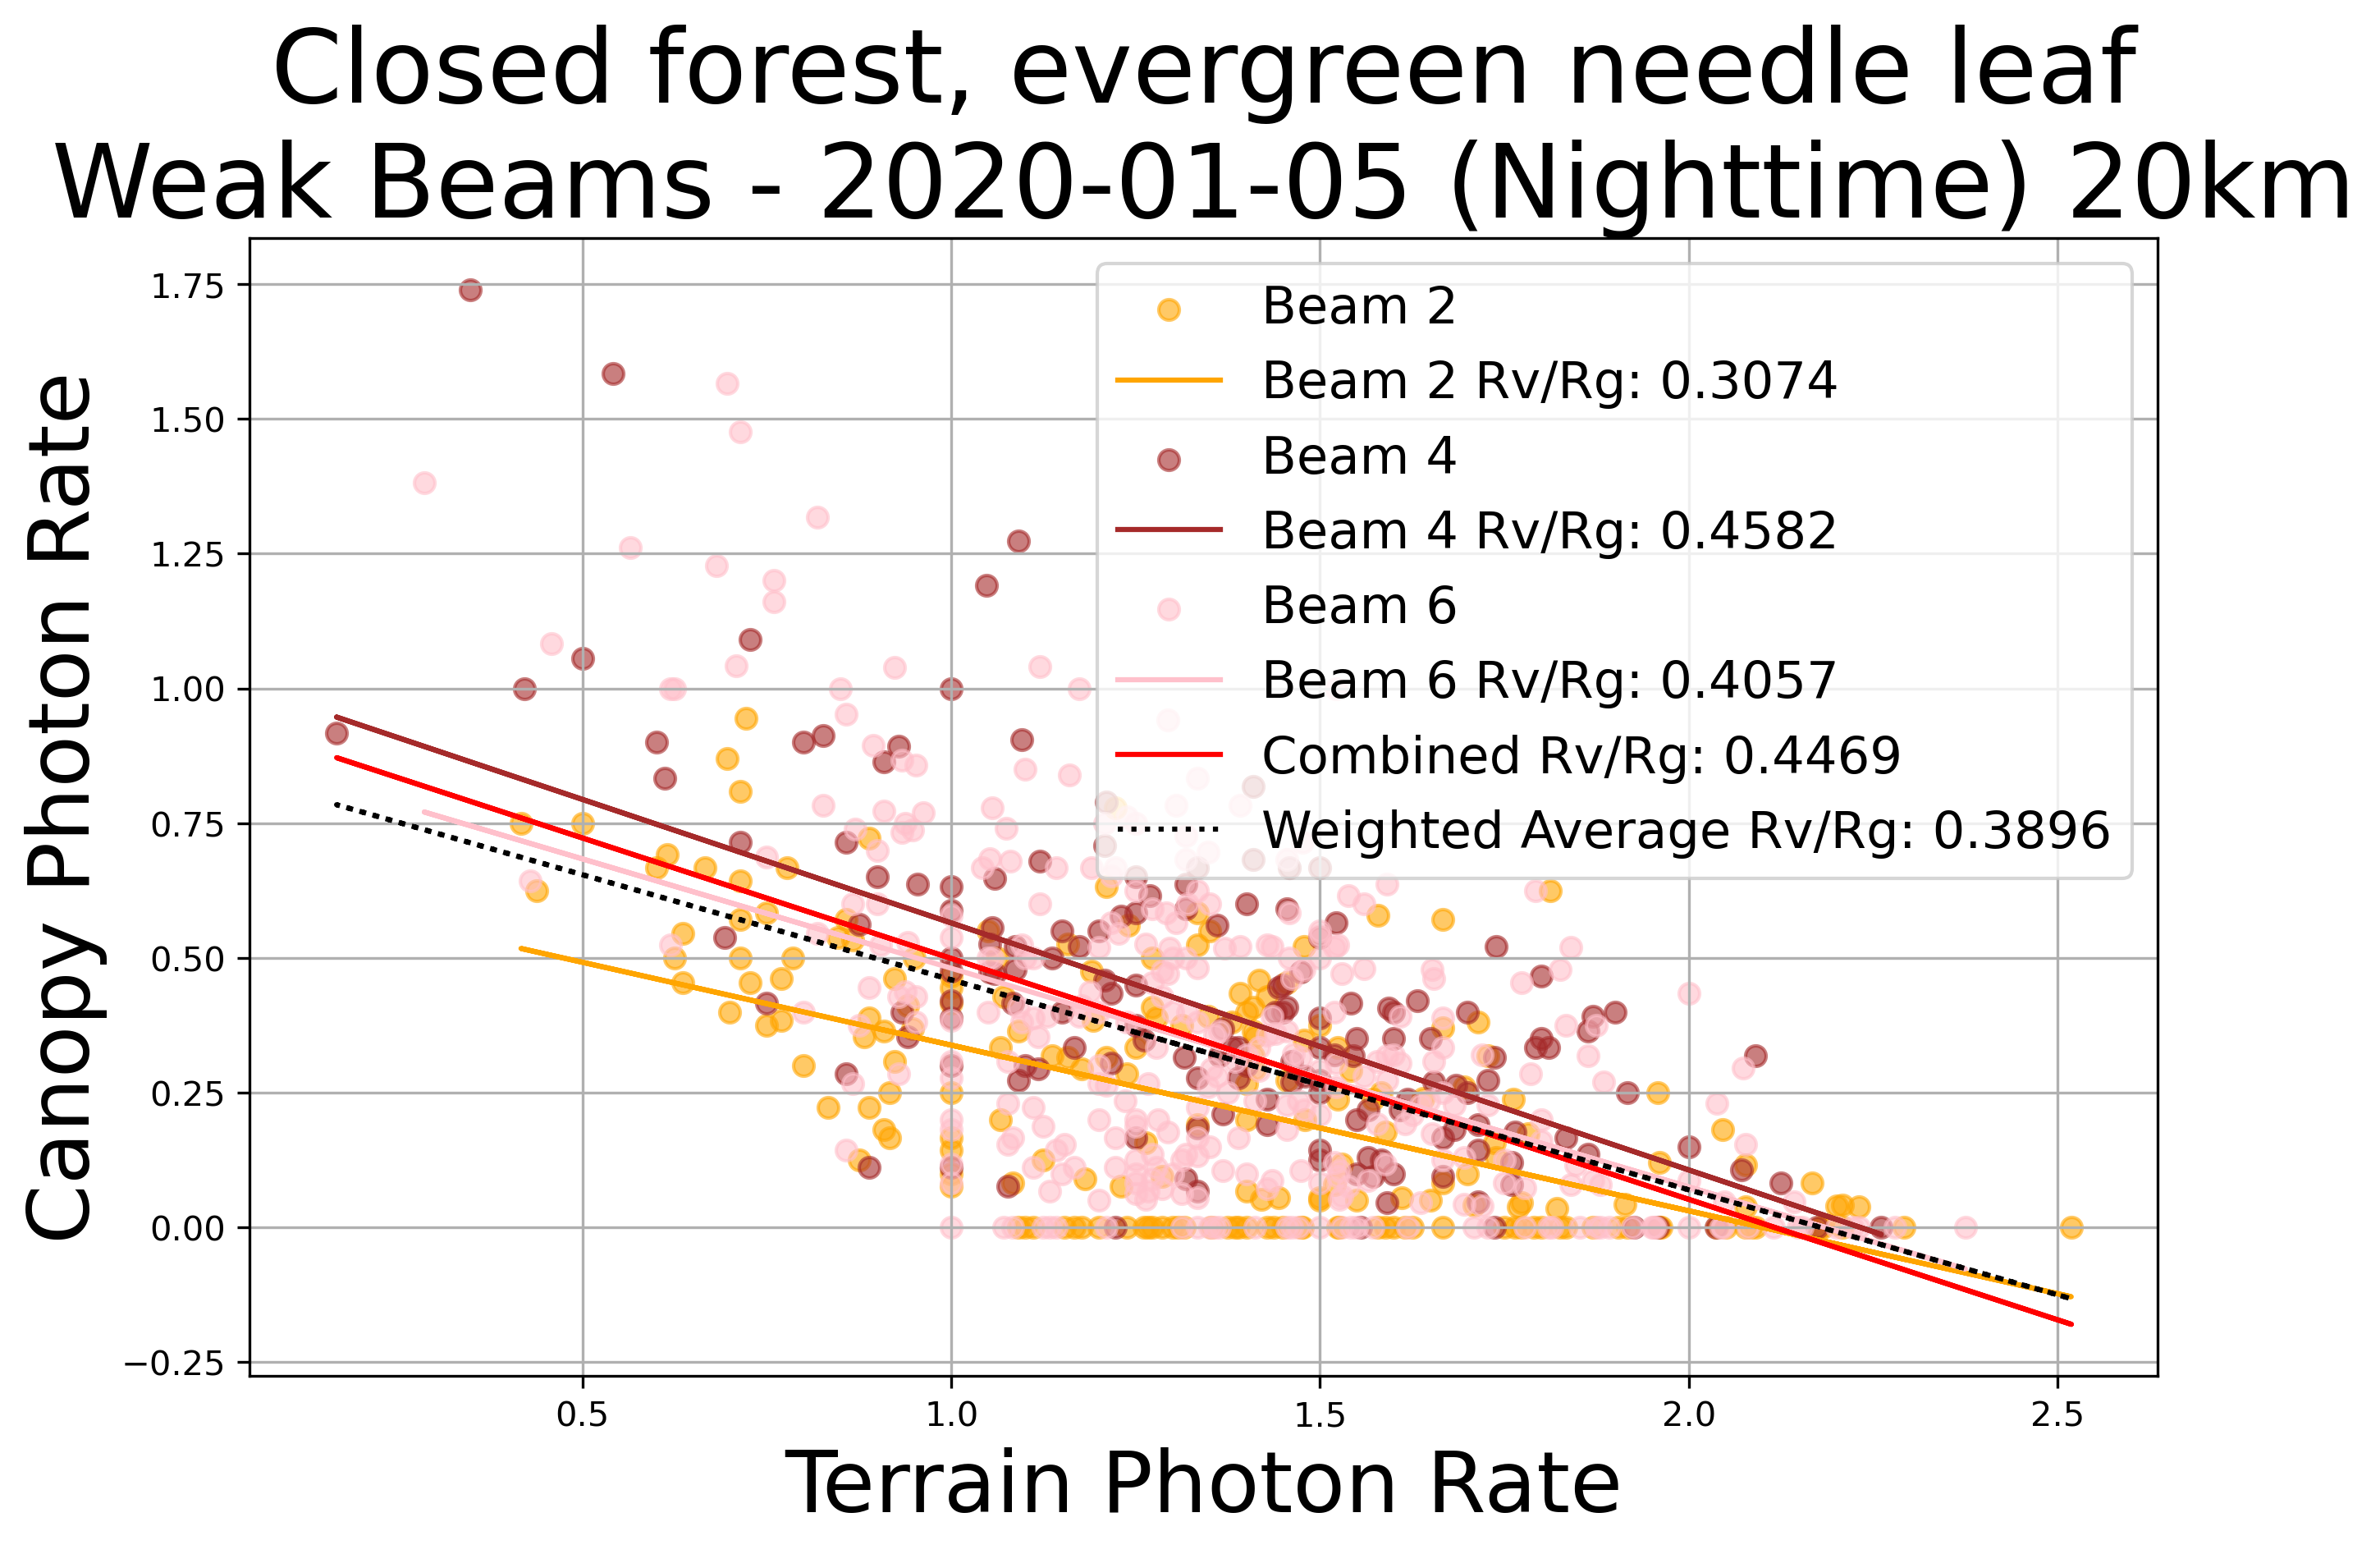 Closed forest, evergreen needle leaf
Weak Beams - 2020-01-05 (Nighttime) 20km
Canopy Photon Rate
1.75
1.50
1.25
1.00
0.75
0.50
0.25
0.00
−0.25
Beam 2
Beam 2 Rv/Rg: 0.3074
Beam 4
Beam 4 Rv/Rg: 0.4582
Beam 6
Beam 6 Rv/Rg: 0.4057
Combined Rv/Rg: 0.4469
Weighted Average Rv/Rg: 0.3896
0.5 1.0 1.5 2.0 2.5
Terrain Photon Rate